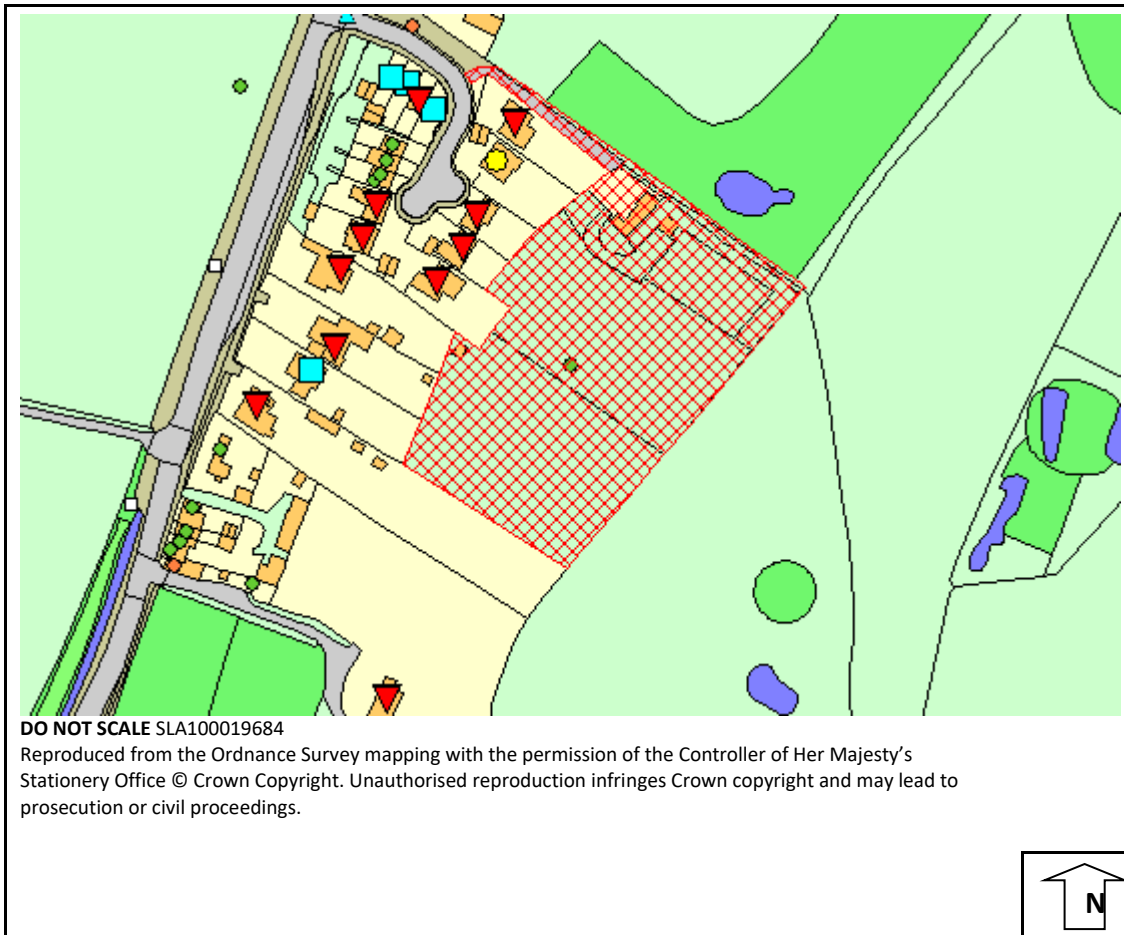 DO NOT SCALE SLA100019684
Reproduced from the Ordnance Survey mapping with the permission of the Controller of Her Majesty’s
Stationery Office © Crown Copyright. Unauthorised reproduction infringes Crown copyright and may lead to
prosecution or civil proceedings.
N